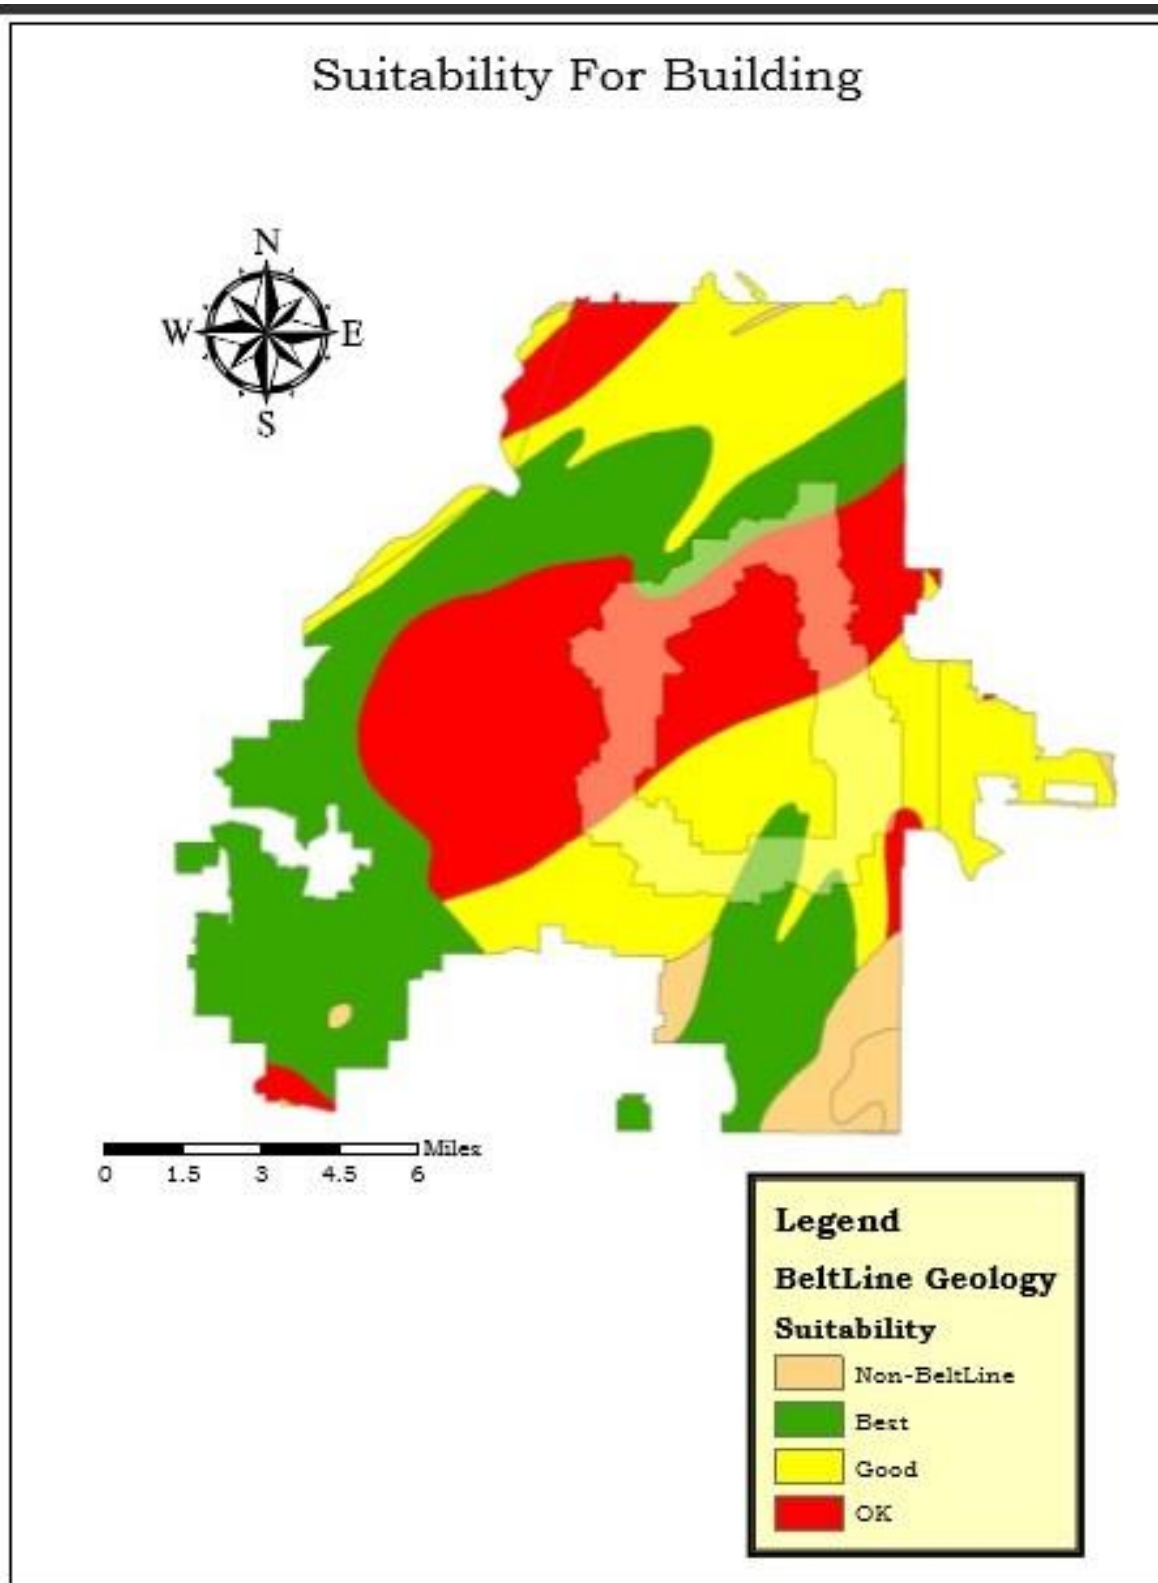 Suitability For Building
N
W E
S
Miles
0 1.5 3 4.5 6
Legend
BeltLine Geology
Suitability
Non-BeltLine
Best
Good
OK